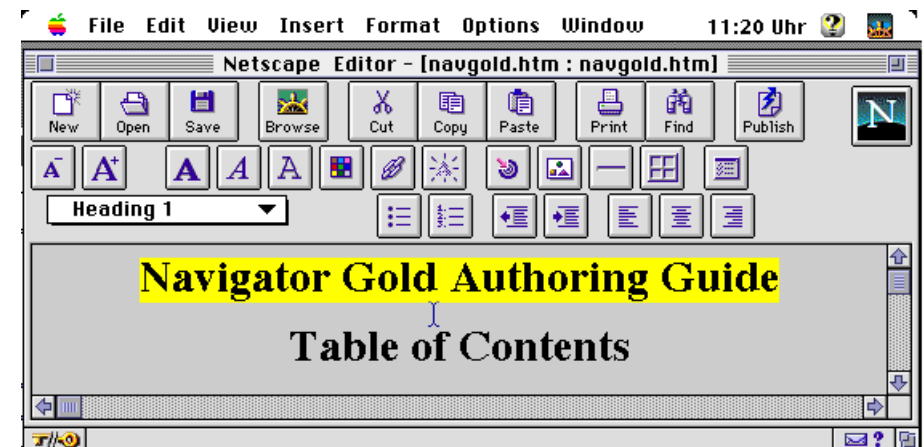 File Edit View Insert Format Options Window 11:20 Uhr
Netscape Editor - [navgold.htm : navgold.htm]
New Open Save Browse Cut Copy Paste Print Find Publish N
A- A+ A A A
Heading 1
Navigator Gold Authoring Guide
Table of Contents